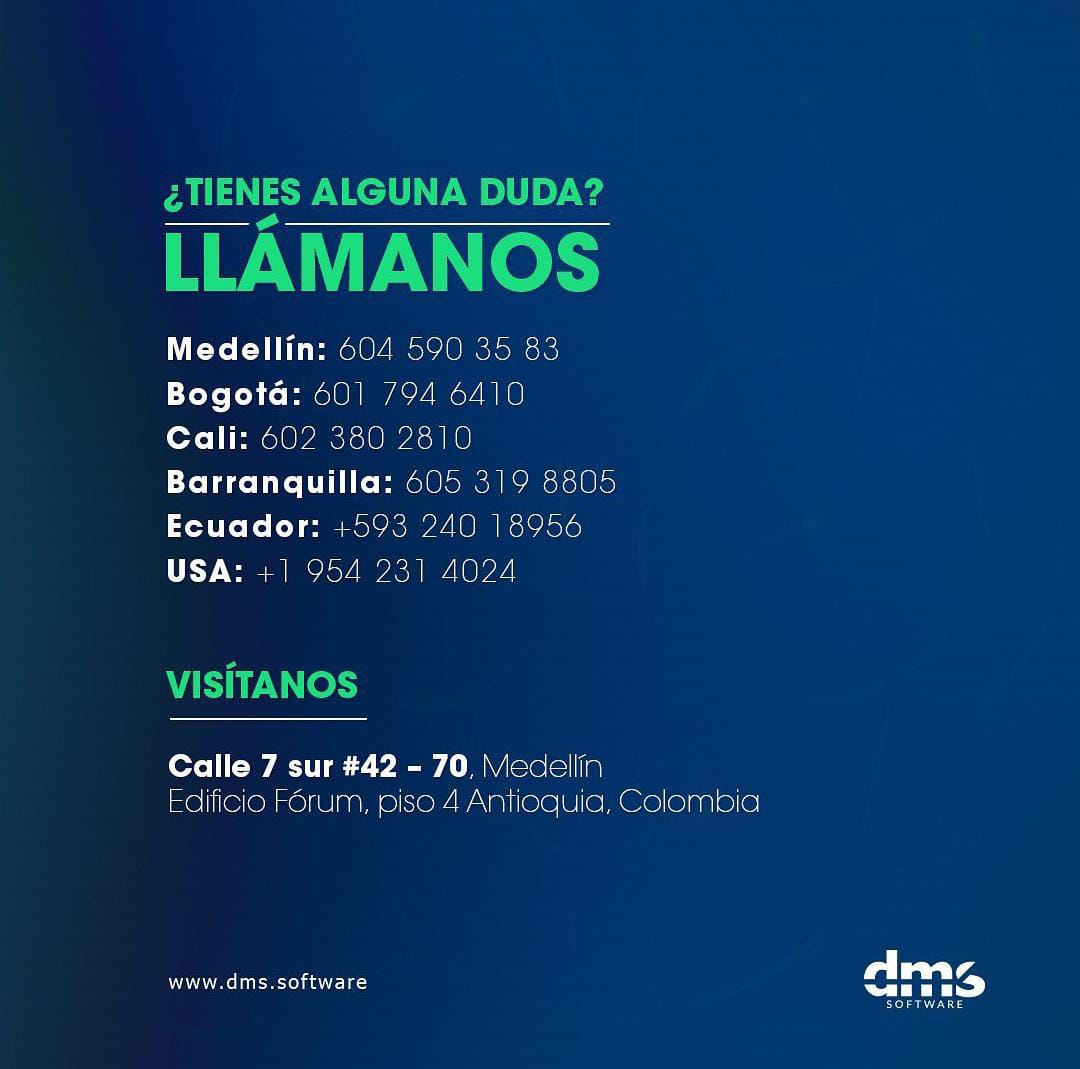 ¿TIENES ALGUNA DUDA?
LLÁMANOS
Medellín: 604 590 35 83
Bogotá: 601 794 6410
Cali: 602 380 2810
Barranquilla: 605 319 8805
Ecuador: +593 240 18956
USA: +1 954 231 4024
VISÍTANOS
Calle 7 sur #42 – 70, Medellín
Edificio Fórum, piso 4 Antioquia, Colombia
www.dms.software
dms
SOFTWARE